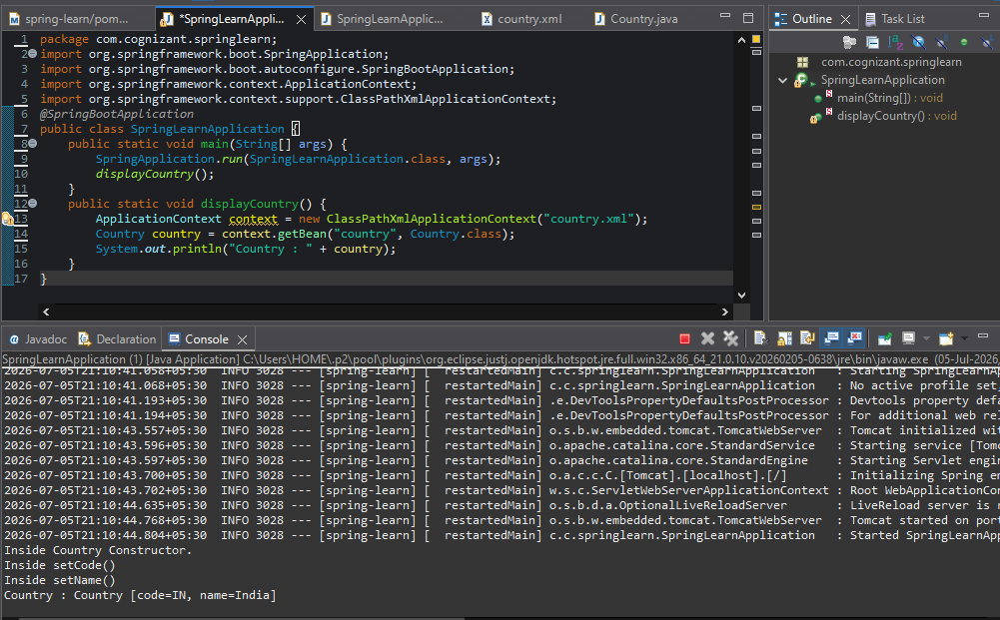 spring-learn/pom...
*SpringLearnAppli...
SpringLearnApplic...
country.xml
Country.java
Outline
Task List
1 package com.cognizant.springlearn;
2 import org.springframework.boot.SpringApplication;
3 import org.springframework.boot.autoconfigure.SpringBootApplication;
4 import org.springframework.context.ApplicationContext;
5 import org.springframework.context.support.ClassPathXmlApplicationContext;
6 @SpringBootApplication
7 public class SpringLearnApplication {
8 public static void main(String[] args) {
9 SpringApplication.run(SpringLearnApplication.class, args);
10 displayCountry();
11 }
12 public static void displayCountry() {
13 ApplicationContext context = new ClassPathXmlApplicationContext("country.xml");
14 Country country = context.getBean("country", Country.class);
15 System.out.println("Country : " + country);
16 }
17 }
com.cognizant.springlearn
SpringLearnApplication
main(String[]) : void
displayCountry() : void
Javadoc
Declaration
Console
SpringLearnApplication (1) [Java Application] C:\Users\HOME\.p2\pool\plugins\org.eclipse.justj.openjdk.hotspot.jre.full.win32.x86_64_21.0.10.v20260205-0638\jre\bin\javaw.exe (05-Jul-2026,
2026-07-05T21:10:41.058+05:30 INFO 3028 --- [spring-learn] [ restartedMain] c.c.springlearn.SpringLearnApplication : Starting SpringLearnAp
2026-07-05T21:10:41.068+05:30 INFO 3028 --- [spring-learn] [ restartedMain] c.c.springlearn.SpringLearnApplication : No active profile set,
2026-07-05T21:10:41.193+05:30 INFO 3028 --- [spring-learn] [ restartedMain] .e.DevToolsPropertyDefaultsPostProcessor : Devtools property defa
2026-07-05T21:10:41.194+05:30 INFO 3028 --- [spring-learn] [ restartedMain] .e.DevToolsPropertyDefaultsPostProcessor : For additional web rel
2026-07-05T21:10:43.557+05:30 INFO 3028 --- [spring-learn] [ restartedMain] o.s.b.w.embedded.tomcat.TomcatWebServer : Tomcat initialized wit
2026-07-05T21:10:43.596+05:30 INFO 3028 --- [spring-learn] [ restartedMain] o.apache.catalina.core.StandardService : Starting service [Tomc
2026-07-05T21:10:43.597+05:30 INFO 3028 --- [spring-learn] [ restartedMain] o.apache.catalina.core.StandardEngine : Starting Servlet engin
2026-07-05T21:10:43.700+05:30 INFO 3028 --- [spring-learn] [ restartedMain] o.a.c.c.C.[Tomcat].[localhost].[/] : Initializing Spring em
2026-07-05T21:10:43.702+05:30 INFO 3028 --- [spring-learn] [ restartedMain] w.s.c.ServletWebServerApplicationContext : Root WebApplicationCon
2026-07-05T21:10:44.635+05:30 INFO 3028 --- [spring-learn] [ restartedMain] o.s.b.d.a.OptionalLiveReloadServer : LiveReload server is r
2026-07-05T21:10:44.768+05:30 INFO 3028 --- [spring-learn] [ restartedMain] o.s.b.w.embedded.tomcat.TomcatWebServer : Tomcat started on port
2026-07-05T21:10:44.804+05:30 INFO 3028 --- [spring-learn] [ restartedMain] c.c.springlearn.SpringLearnApplication : Started SpringLearnApp
Inside Country Constructor.
Inside setCode()
Inside setName()
Country : Country [code=IN, name=India]